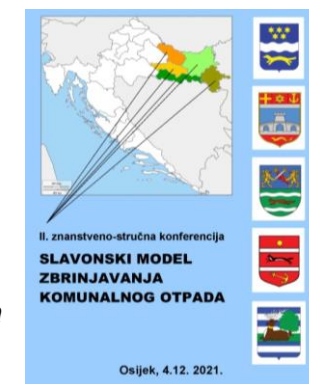 II. znanstveno-stručna konferencija
SLAVONSKI MODEL
ZBRINJAVANJA
KOMUNALNOG OTPADA
Osijek, 4.12. 2021.